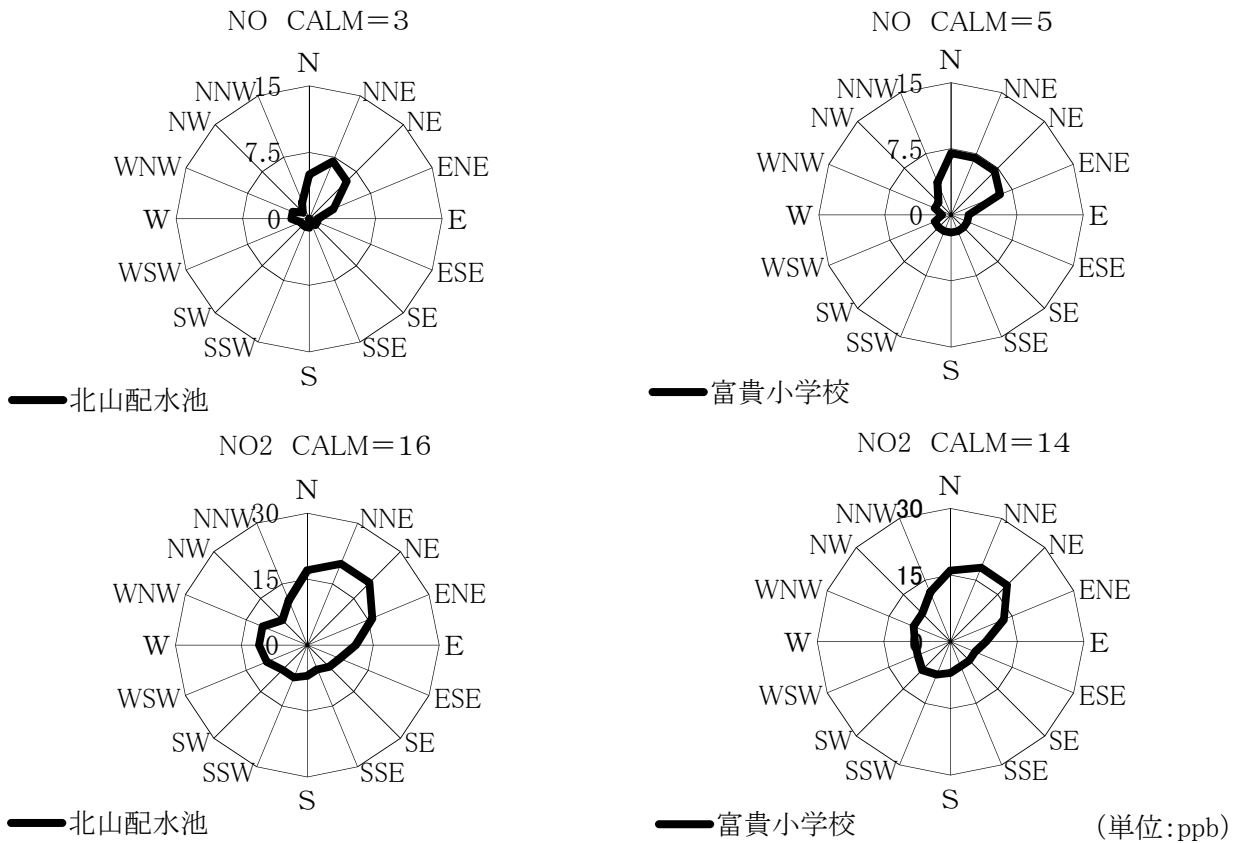 NO CALM＝3
N
NNE
NE
ENE
E
ESE
SE
SSE
S
SSW
SW
WSW
W
WNW
NW
NNW
15
7.5
0
北山配水池
NO CALM＝5
N
NNE
NE
ENE
E
ESE
SE
SSE
S
SSW
SW
WSW
W
WNW
NW
NNW
15
7.5
0
富貴小学校
NO2 CALM＝16
N
NNE
NE
ENE
E
ESE
SE
SSE
S
SSW
SW
WSW
W
WNW
NW
NNW
30
15
0
北山配水池
NO2 CALM＝14
N
NNE
NE
ENE
E
ESE
SE
SSE
S
SSW
SW
WSW
W
WNW
NW
NNW
30
15
0
富貴小学校
(単位:ppb)